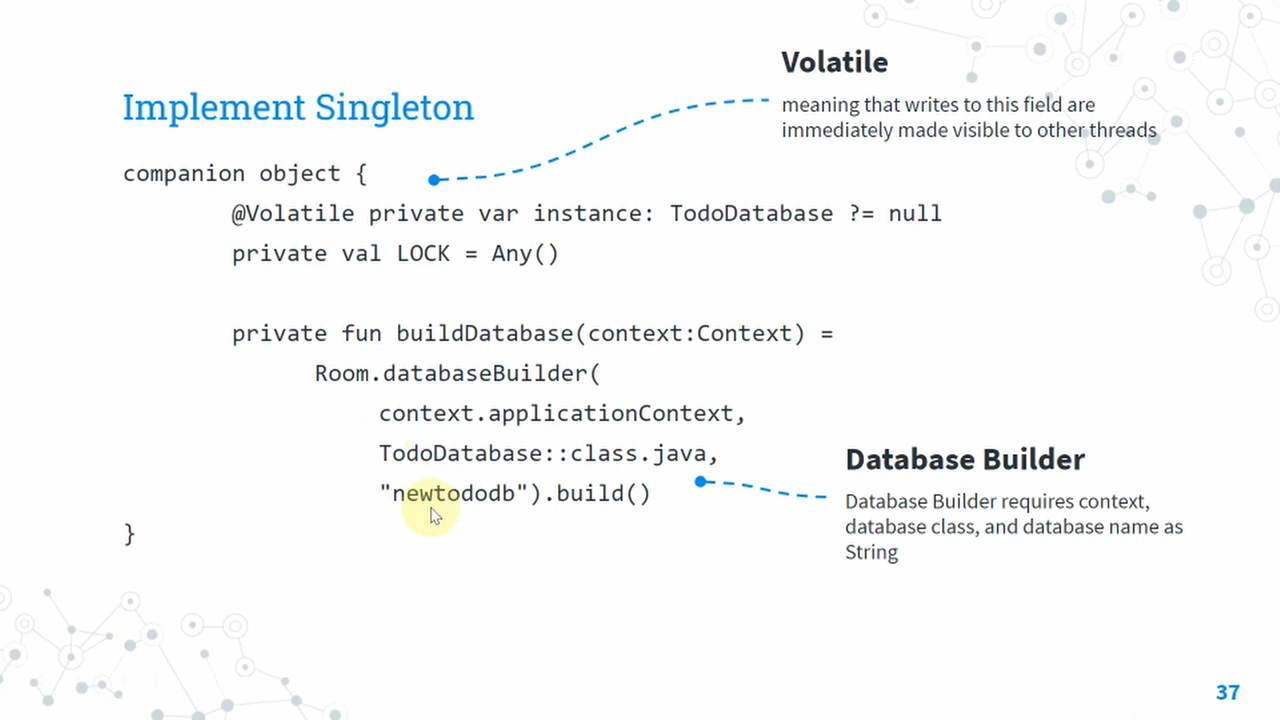 Implement Singleton
companion object {
@Volatile private var instance: TodoDatabase ?= null
private val LOCK = Any()
private fun buildDatabase(context:Context) =
Room.databaseBuilder(
context.applicationContext,
TodoDatabase::class.java,
"newtododb").build()
}
Volatile
meaning that writes to this field are
immediately made visible to other threads
Database Builder
Database Builder requires context,
database class, and database name as
String
37